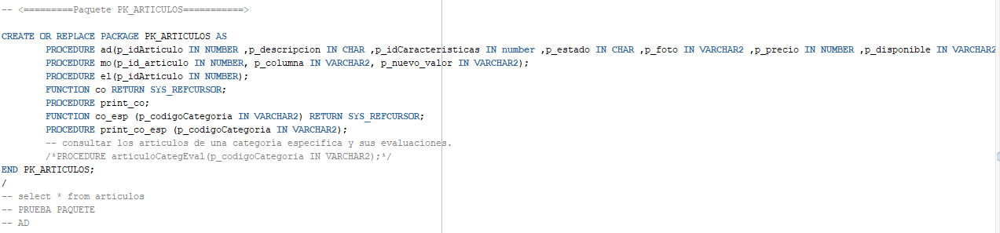 -- <=========Paquete PK_ARTICULOS===========>
CREATE OR REPLACE PACKAGE PK_ARTICULOS AS
PROCEDURE ad(p_idArticulo IN NUMBER ,p_descripcion IN CHAR ,p_idCaracteristicas IN number ,p_estado IN CHAR ,p_foto IN VARCHAR2 ,p_precio IN NUMBER ,p_disponible IN VARCHAR2
PROCEDURE mo(p_id_articulo IN NUMBER, p_columna IN VARCHAR2, p_nuevo_valor IN VARCHAR2);
PROCEDURE el(p_idArticulo IN NUMBER);
FUNCTION co RETURN SYS_REFCURSOR;
PROCEDURE print_co;
FUNCTION co_esp (p_codigoCategoria IN VARCHAR2) RETURN SYS_REFCURSOR;
PROCEDURE print_co_esp (p_codigoCategoria IN VARCHAR2);
-- consultar los articulos de una categoría especifica y sus evaluaciones.
/*PROCEDURE articuloCategEval(p_codigoCategoria IN VARCHAR2);*/
END PK_ARTICULOS;
/
-- select * from articulos
-- PRUEBA PAQUETE
-- AD